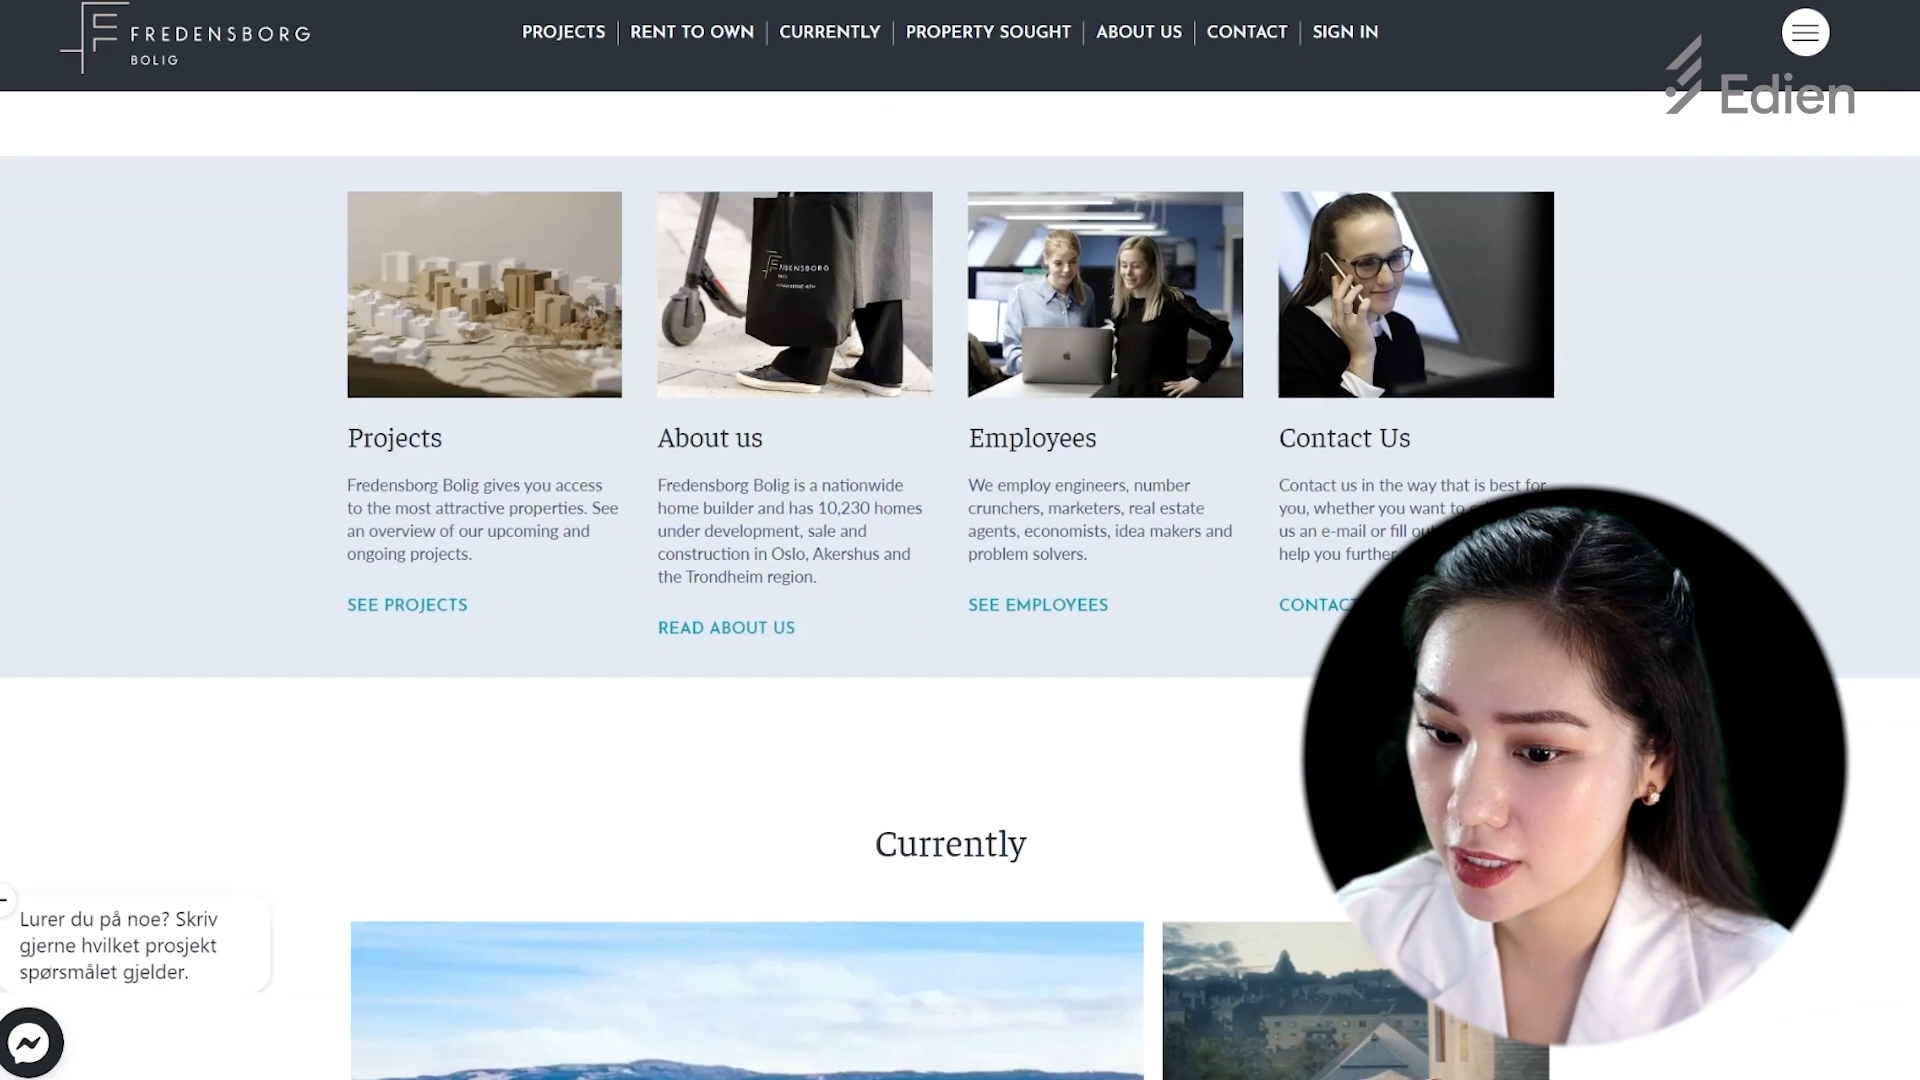 FREDENSBORG
BOLIG
PROJECTS
RENT TO OWN
CURRENTLY
PROPERTY SOUGHT
ABOUT US
CONTACT
SIGN IN
Edien
FREDENSBORG
Projects
Fredensborg Bolig gives you access
to the most attractive properties. See
an overview of our upcoming and
ongoing projects.
SEE PROJECTS
About us
Fredensborg Bolig is a nationwide
home builder and has 10,230 homes
under development, sale and
construction in Oslo, Akershus and
the Trondheim region.
READ ABOUT US
Employees
We employ engineers, number
crunchers, marketers, real estate
agents, economists, idea makers and
problem solvers.
SEE EMPLOYEES
Contact Us
Contact us in the way that is best for
you, whether you want to
us an e-mail or fill
help you further
CONTACT
Currently
Lurer du på noe? Skriv
gjerne hvilket prosjekt
spørsmålet gjelder.